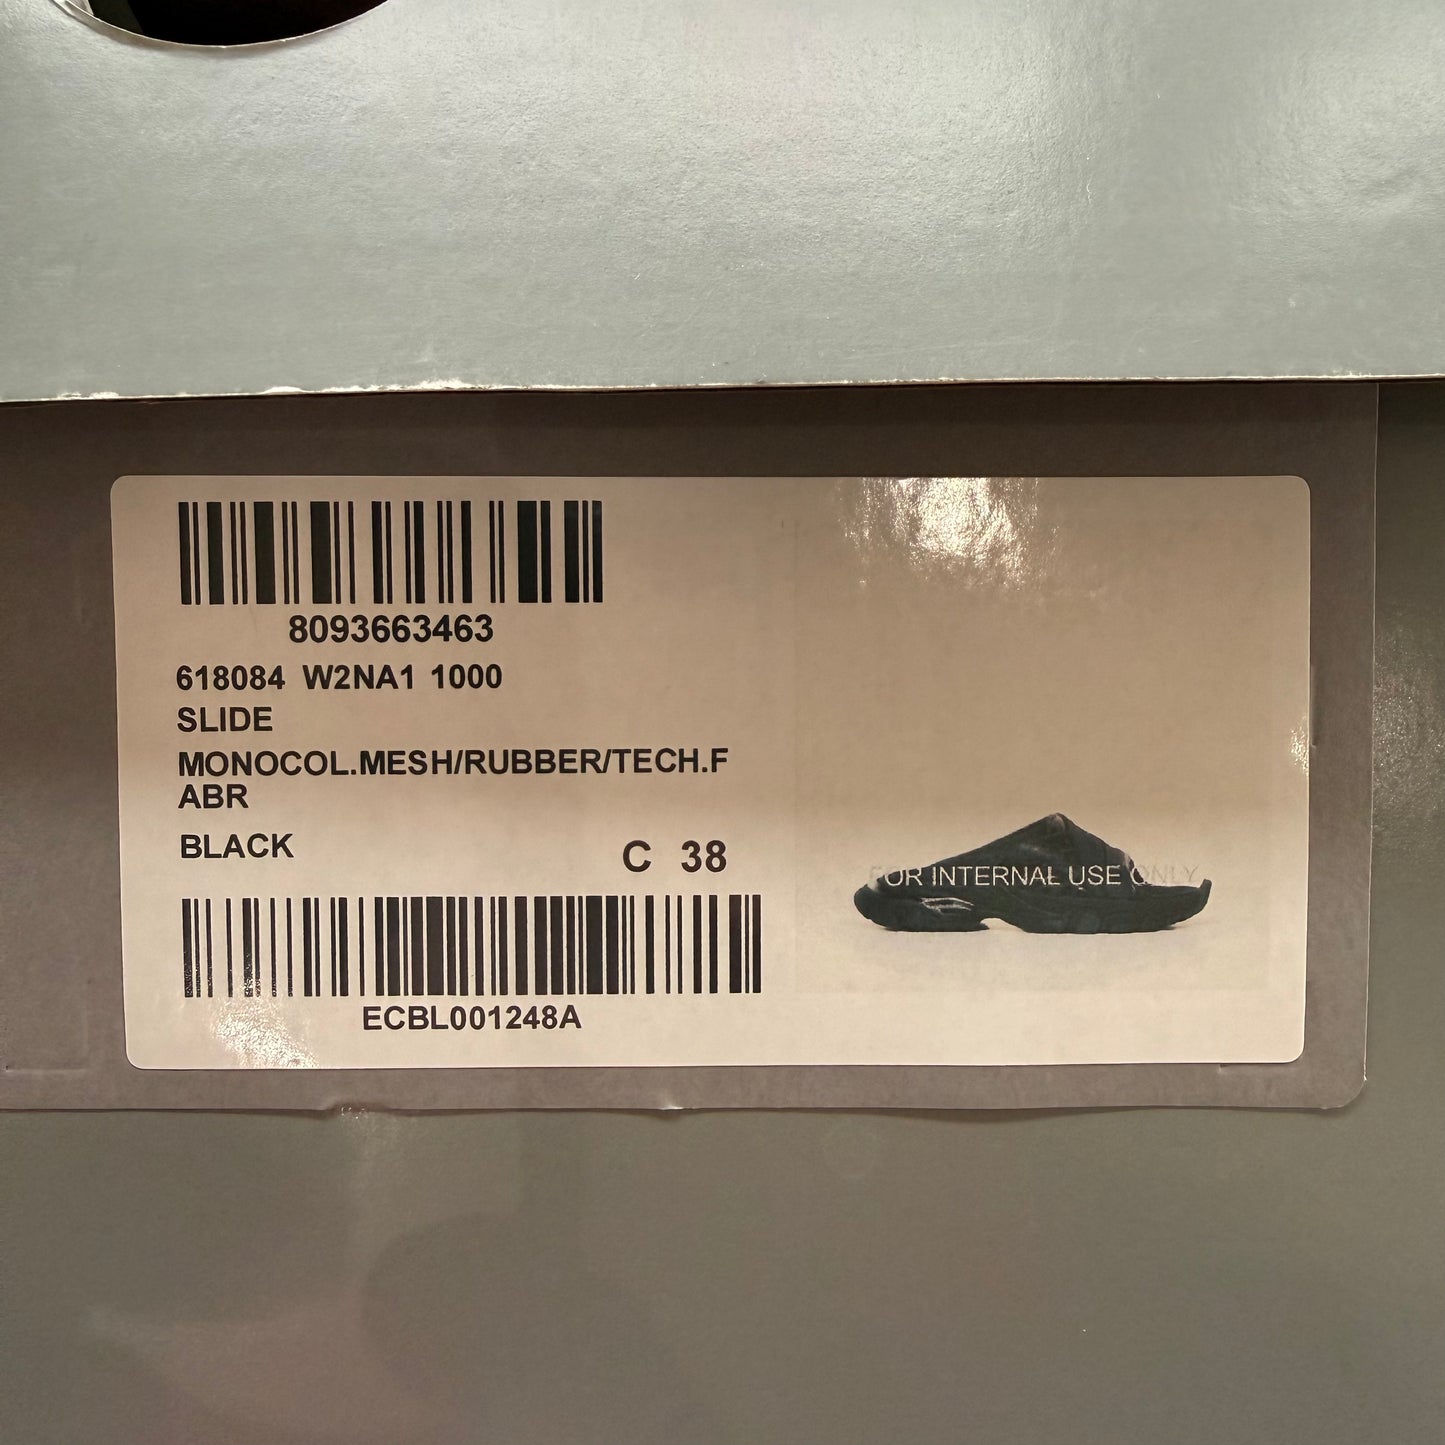 8093663463
618084 W2NA1 1000
SLIDE
MONOCOL.MESH/RUBBER/TECH.F
ABR
BLACK
C 38
FOR INTERNAL USE ONLY
ECBL001248A